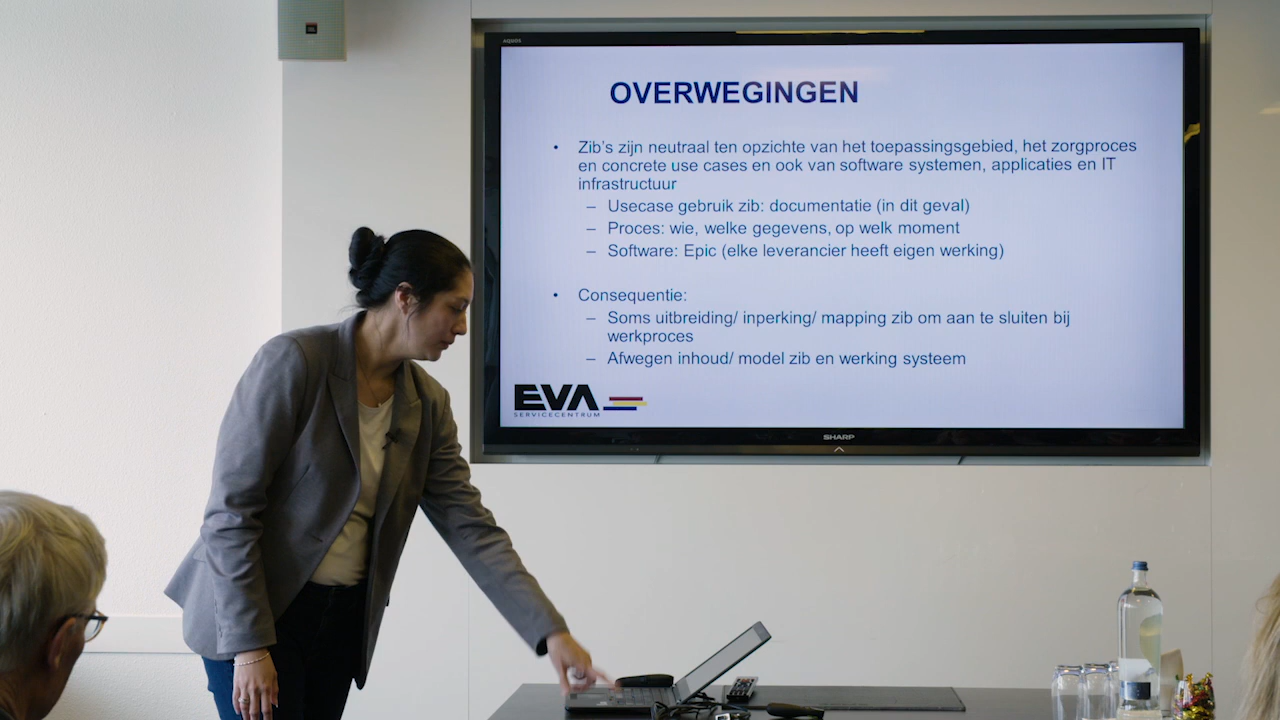 AQUOS
OVERWEGINGEN
• Zib's zijn neutraal ten opzichte van het toepassingsgebied, het zorgproces
en concrete use cases en ook van software systemen, applicaties en IT
infrastructuur
– Usecase gebruik zib: documentatie (in dit geval)
– Proces: wie, welke gegevens, op welk moment
– Software: Epic (elke leverancier heeft eigen werking)
• Consequentie:
– Soms uitbreiding/ inperking/ mapping zib om aan te sluiten bij
werkproces
– Afwegen inhoud/ model zib en werking systeem
EVA
SERVICECENTRUM
SHARP
JBL